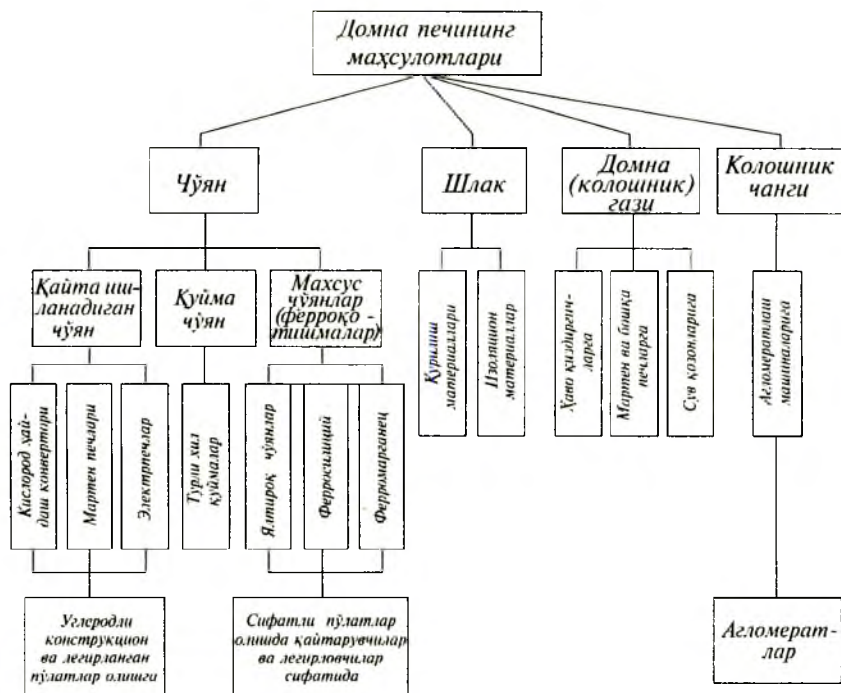 Домна печининг
маҳсулотлари
Чўян
Шлак
Домна
(колошник)
гази
Колошник
чанги
Қайта иш-
ланадиган
чўян
Қуйма
чўян
Махсус
чўянлар
(ферроқо -
тишмалар)
Қурилиш
материаллари
Изоляцион
материаллар
Ҳаво қиздиргич-
ларга
Мартен ва бошқа
печларга
Сув қозонларига
Агломератлаш
машиналарига
Кислород ҳай-
даш конвертори
Мартен печлари
Электрпечлар
Турли хил
қуймалар
Ялтироқ чўянлар
Ферросилиций
Ферромарганец
Углеродли
конструкцион
ва легирланган
пўлатлар олишга
Сифатли пўлатлар
олишда қайтарувчилар
ва легирловчилар
сифатида
Агломерат-
лар